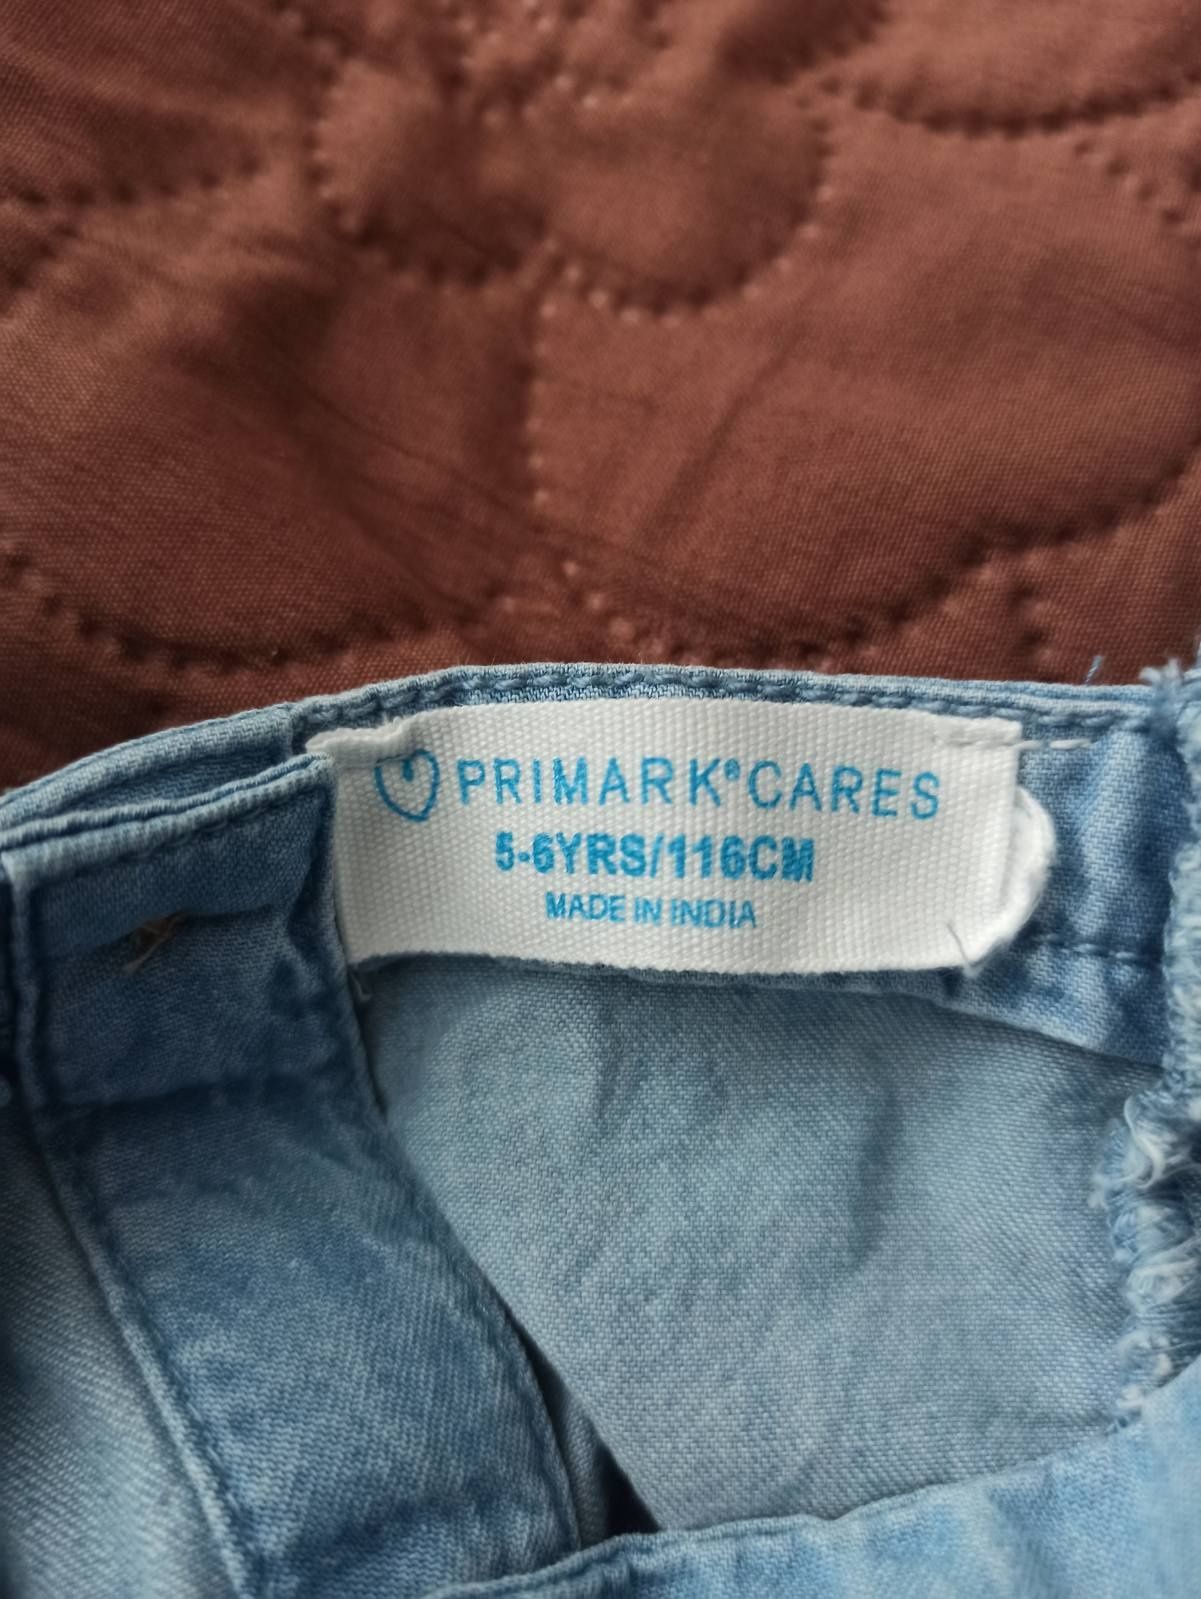 PRIMARK® CARES
5-6YRS/116CM
MADE IN INDIA